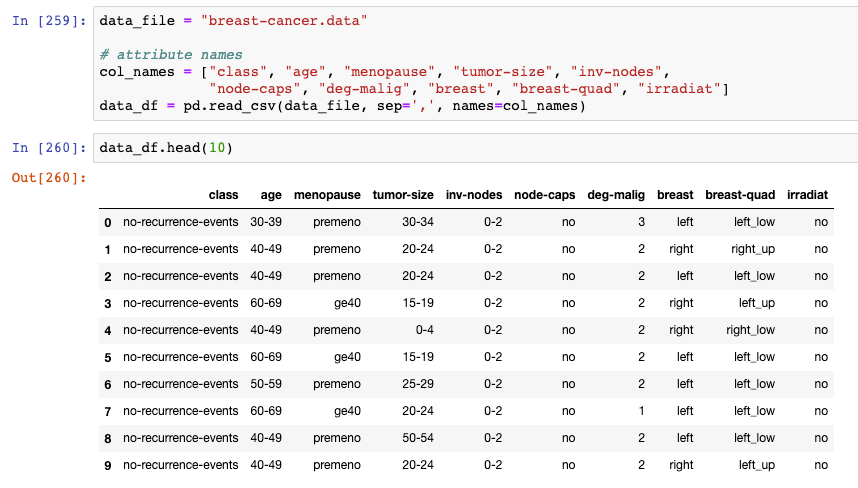 In [259]: data_file = "breast-cancer.data"
# attribute names
col_names = ["class", "age", "menopause", "tumor-size", "inv-nodes",
"node-caps", "deg-malig", "breast", "breast-quad", "irradiat"]
data_df = pd.read_csv(data_file, sep=',', names=col_names)
In [260]: data_df.head(10)
Out[260]:
class age menopause tumor-size inv-nodes node-caps deg-malig breast breast-quad irradiat
0 no-recurrence-events 30-39 premeno 30-34 0-2 no 3 left left_low no
1 no-recurrence-events 40-49 premeno 20-24 0-2 no 2 right right_up no
2 no-recurrence-events 40-49 premeno 20-24 0-2 no 2 left left_low no
3 no-recurrence-events 60-69 ge40 15-19 0-2 no 2 right left_up no
4 no-recurrence-events 40-49 premeno 0-4 0-2 no 2 right right_low no
5 no-recurrence-events 60-69 ge40 15-19 0-2 no 2 left left_low no
6 no-recurrence-events 50-59 premeno 25-29 0-2 no 2 left left_low no
7 no-recurrence-events 60-69 ge40 20-24 0-2 no 1 left left_low no
8 no-recurrence-events 40-49 premeno 50-54 0-2 no 2 left left_low no
9 no-recurrence-events 40-49 premeno 20-24 0-2 no 2 right left_up no